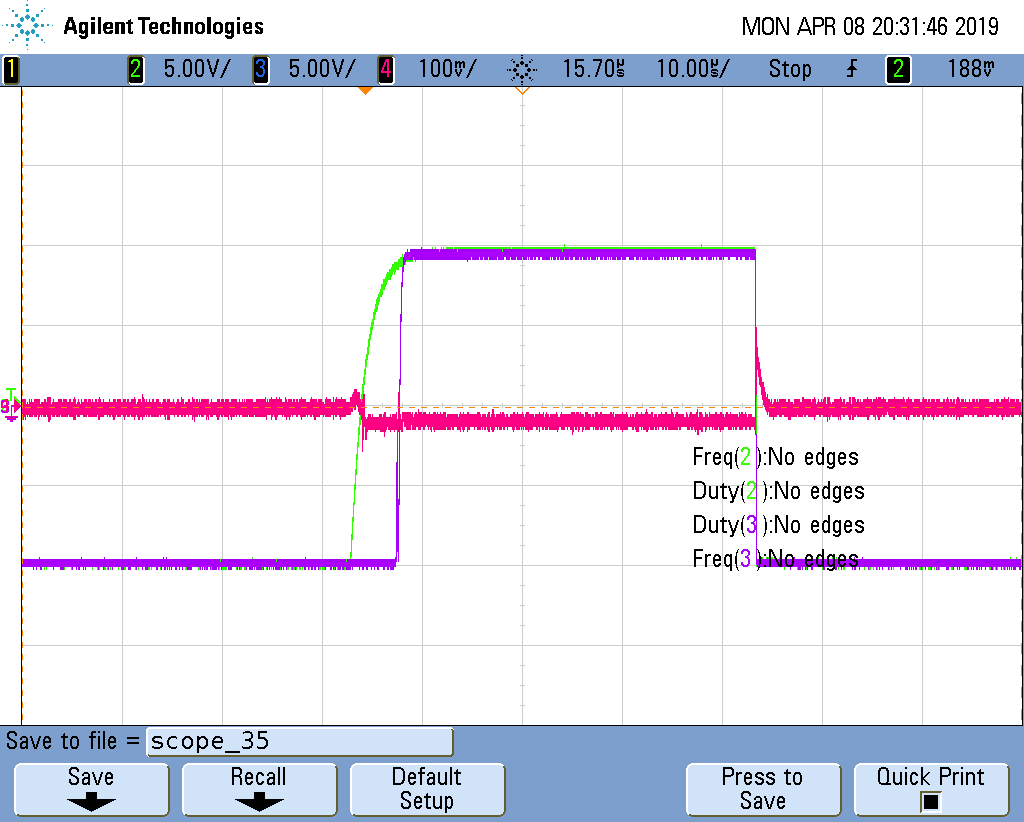 Agilent Technologies
MON APR 08 20:31:46 2019
1 2 5.00V/ 3 5.00V/ 4 100mV/ 15.70µs 10.00µs/ Stop 2 188mV
T
Freq(2):No edges
Duty(2):No edges
Duty(3):No edges
Freq(3):No edges
Save to file = scope_35
Save
Recall
Default
Setup
Press to
Save
Quick Print